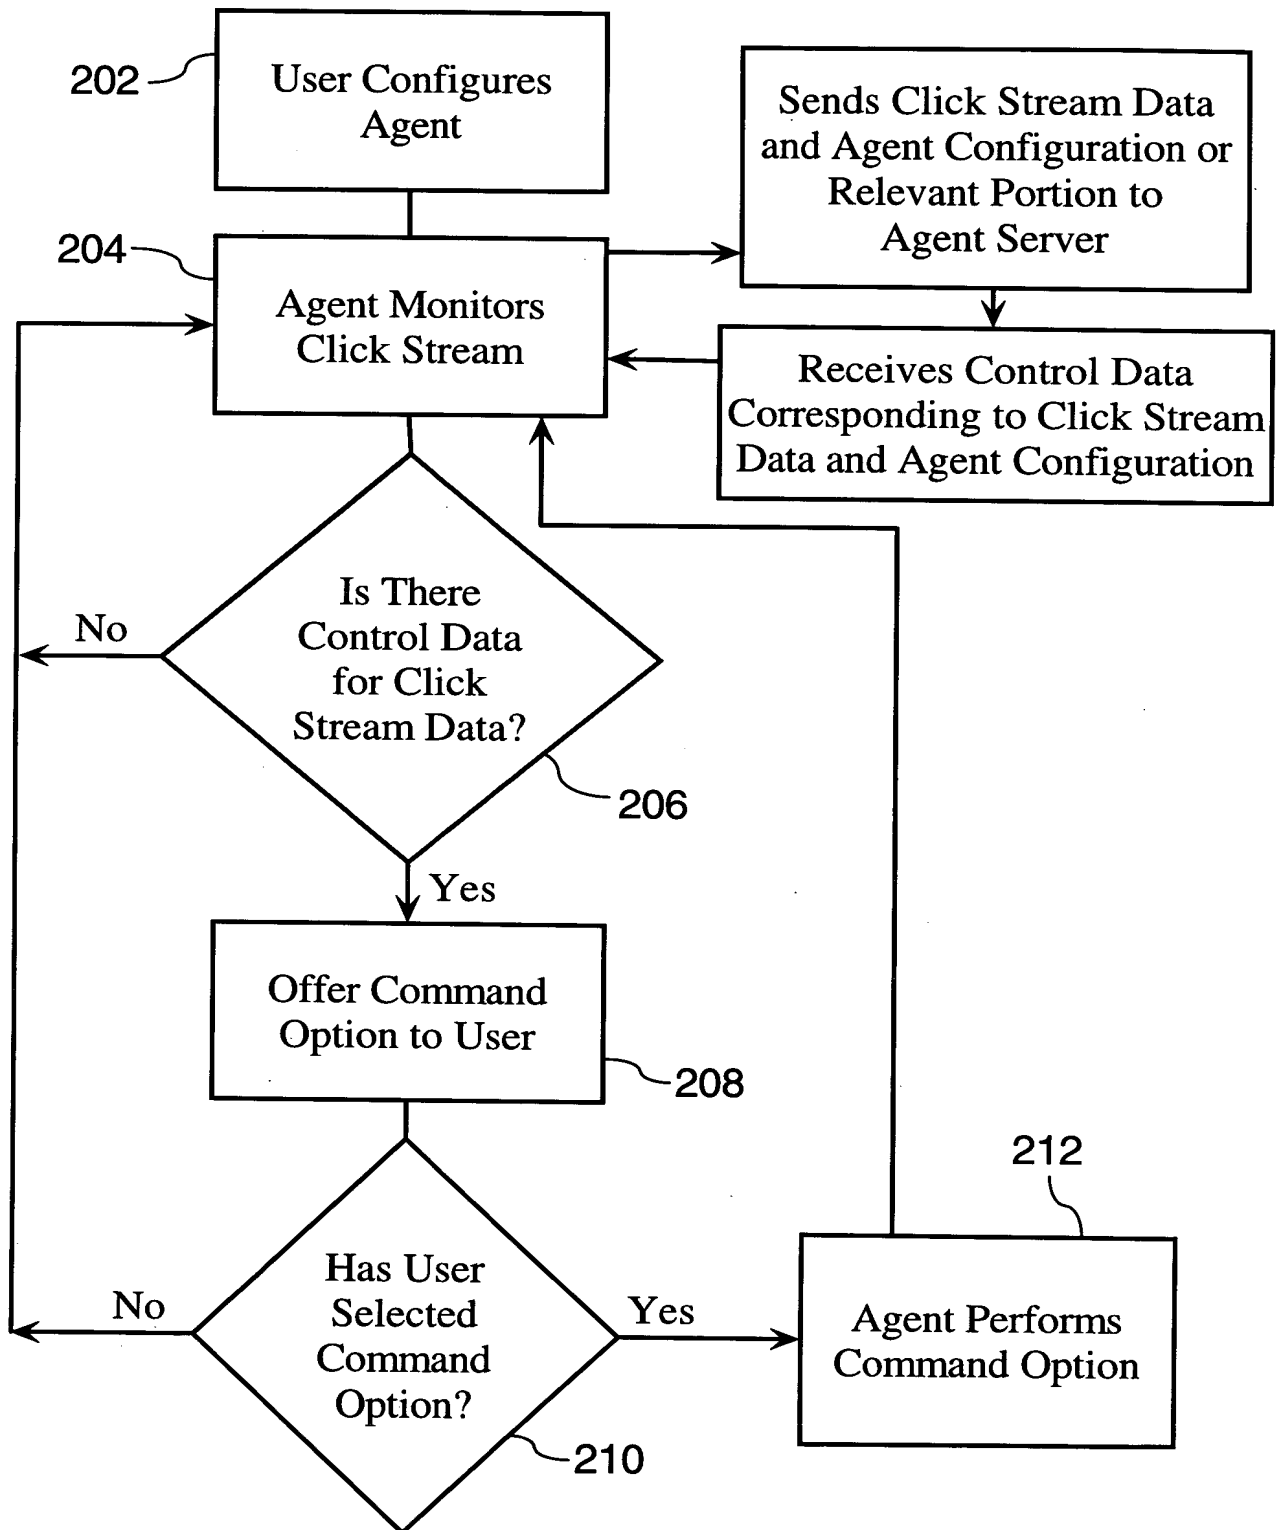 202
User Configures
Agent
Sends Click Stream Data
and Agent Configuration or
Relevant Portion to
Agent Server
204
Agent Monitors
Click Stream
Receives Control Data
Corresponding to Click Stream
Data and Agent Configuration
Is There
Control Data
for Click
Stream Data?
No
206
Yes
Offer Command
Option to User
208
212
Has User
Selected
Command
Option?
No
Yes
Agent Performs
Command Option
210